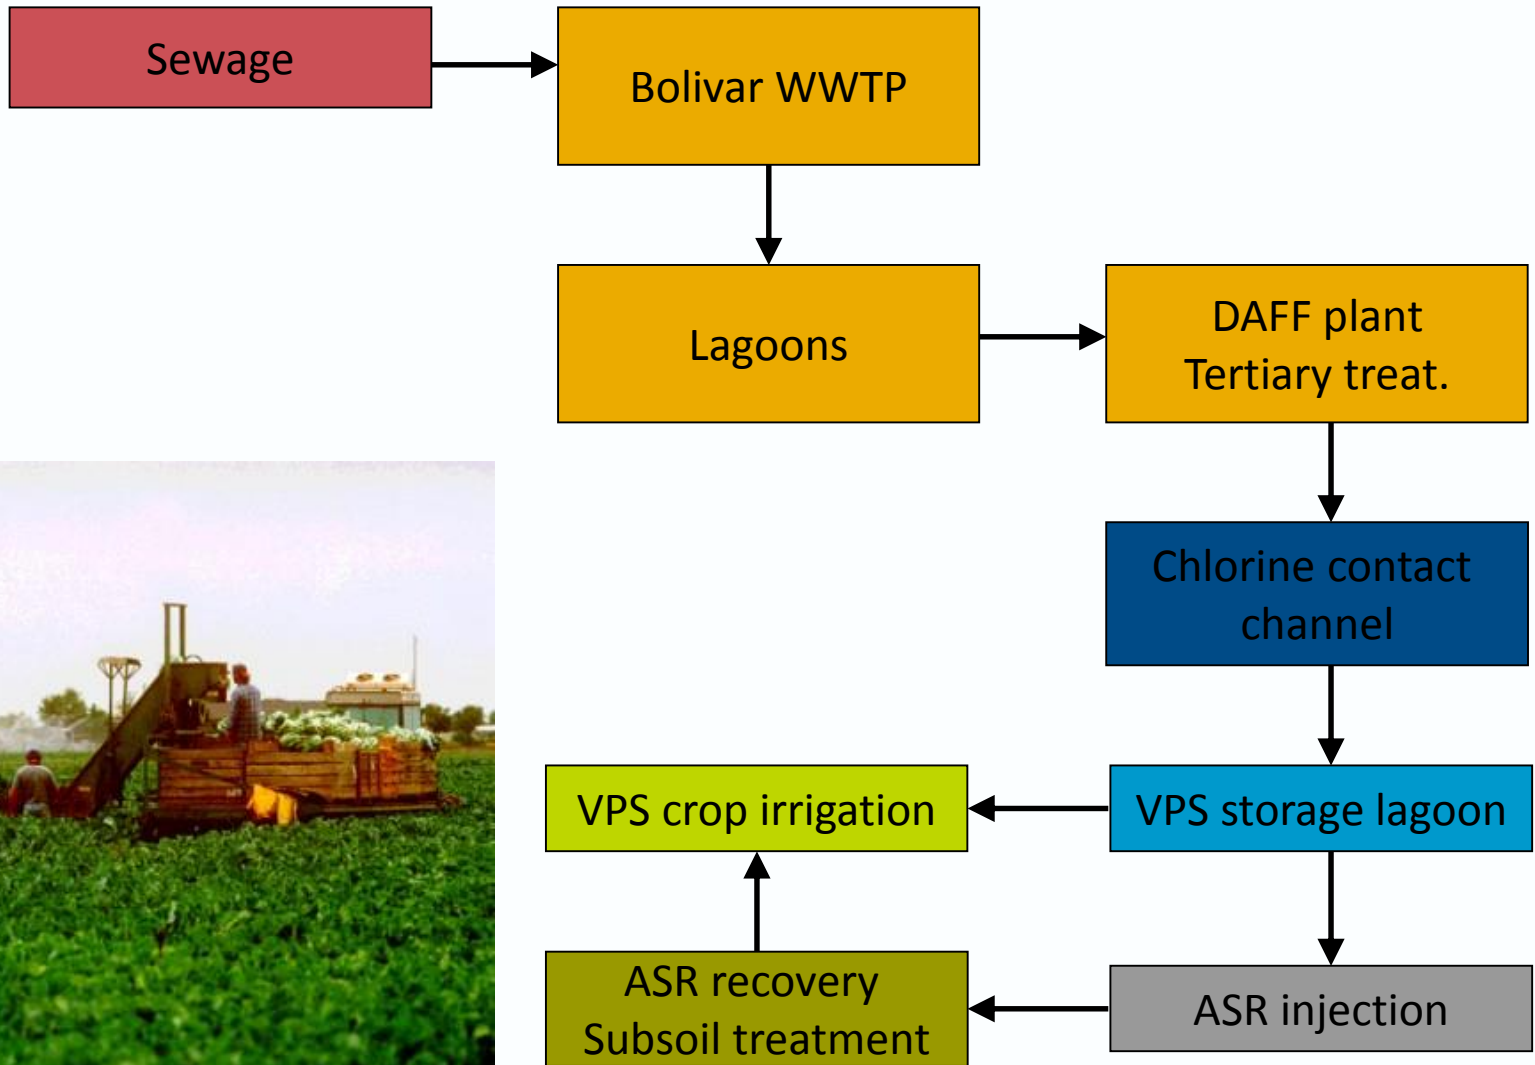 Sewage
Bolivar WWTP
Lagoons
DAFF plant
Tertiary treat.
Chlorine contact
channel
VPS crop irrigation
VPS storage lagoon
ASR recovery
Subsoil treatment
ASR injection